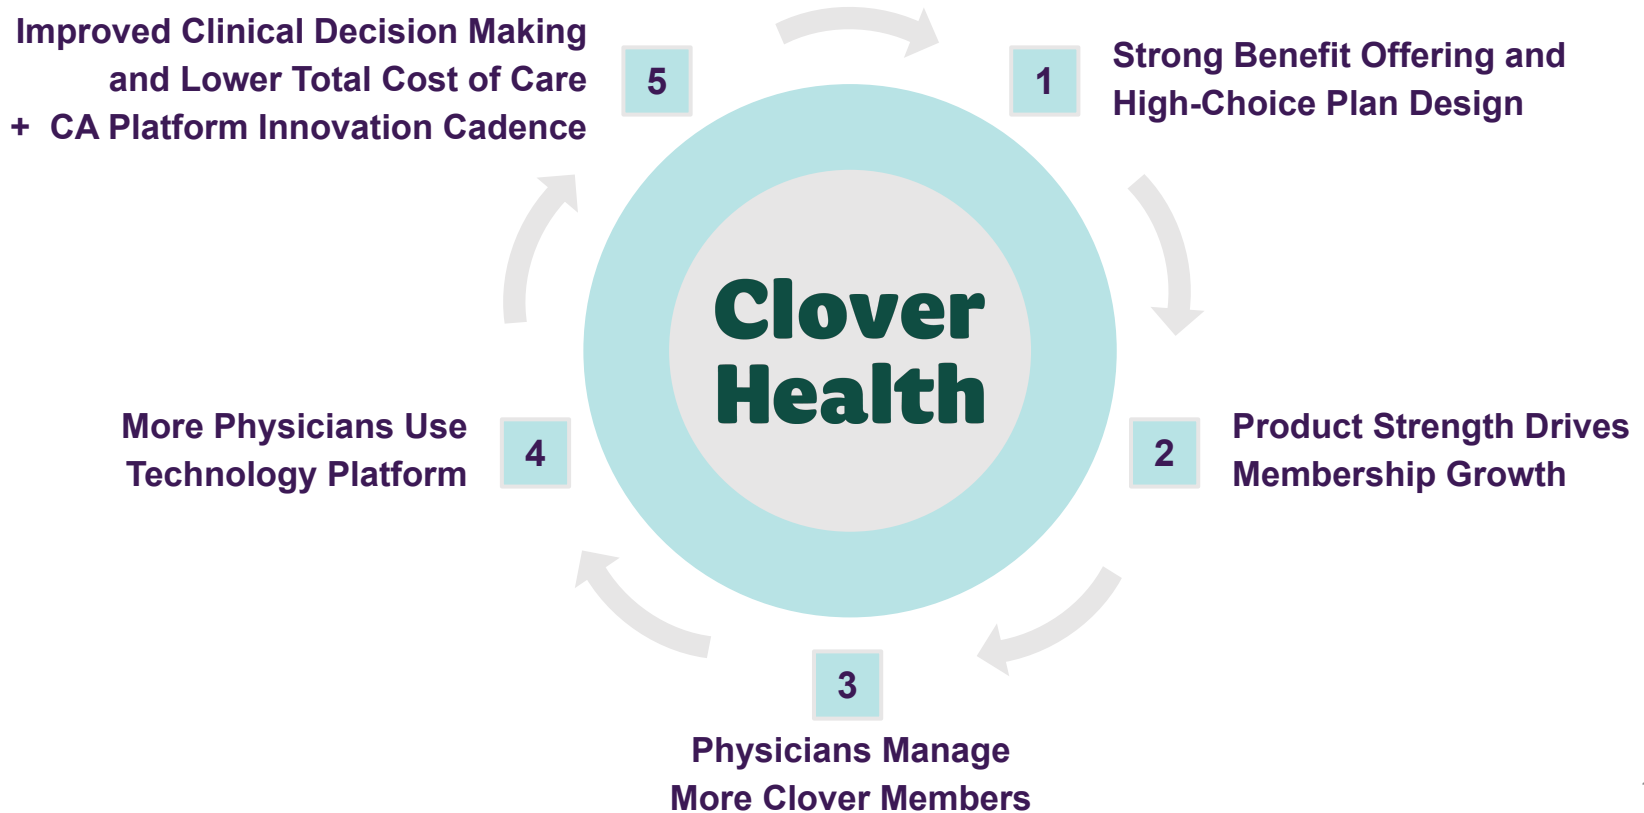 Improved Clinical Decision Making
and Lower Total Cost of Care
+ CA Platform Innovation Cadence
5
1
Strong Benefit Offering and
High-Choice Plan Design
Clover
Health
More Physicians Use
Technology Platform
4
2
Product Strength Drives
Membership Growth
3
Physicians Manage
More Clover Members